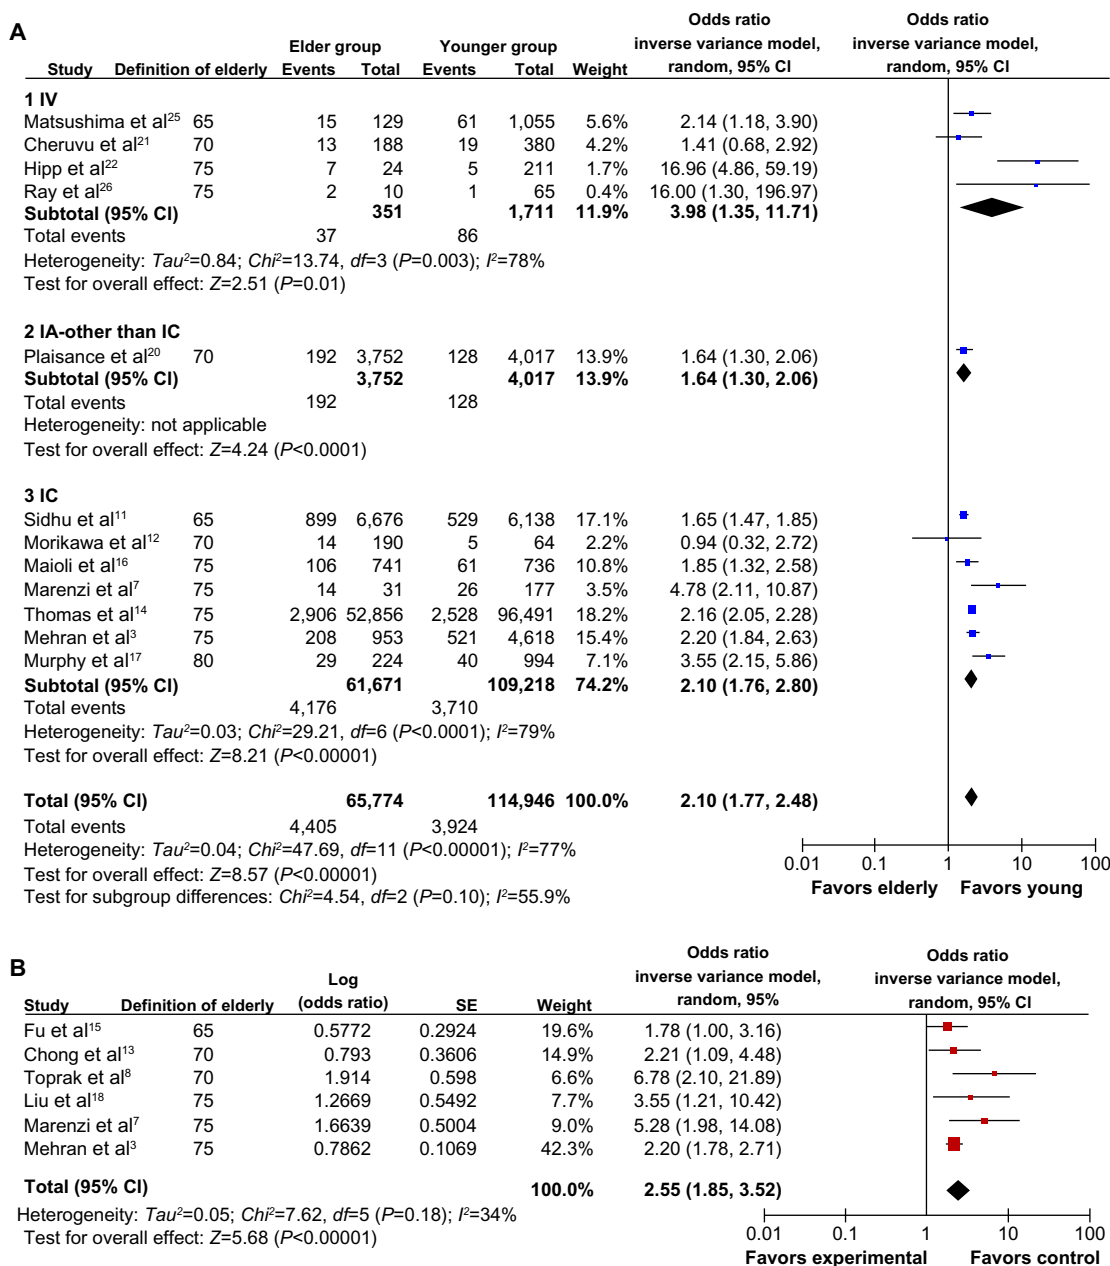 A
Odds ratio Odds ratio
Elder group Younger group inverse variance model, inverse variance model,
Study Definition of elderly Events Total Events Total Weight random, 95% CI random, 95% CI
1 IV
Matsushima et al25 65 15 129 61 1,055 5.6% 2.14 (1.18, 3.90)
Cheruvu et al21 70 13 188 19 380 4.2% 1.41 (0.68, 2.92)
Hipp et al22 75 7 24 5 211 1.7% 16.96 (4.86, 59.19)
Ray et al26 75 2 10 1 65 0.4% 16.00 (1.30, 196.97)
Subtotal (95% CI) 351 1,711 11.9% 3.98 (1.35, 11.71)
Total events 37 86
Heterogeneity: Tau²=0.84; Chi²=13.74, df=3 (P=0.003); I²=78%
Test for overall effect: Z=2.51 (P=0.01)
2 IA-other than IC
Plaisance et al20 70 192 3,752 128 4,017 13.9% 1.64 (1.30, 2.06)
Subtotal (95% CI) 3,752 4,017 13.9% 1.64 (1.30, 2.06)
Total events 192 128
Heterogeneity: not applicable
Test for overall effect: Z=4.24 (P<0.0001)
3 IC
Sidhu et al11 65 899 6,676 529 6,138 17.1% 1.65 (1.47, 1.85)
Morikawa et al12 70 14 190 5 64 2.2% 0.94 (0.32, 2.72)
Maioli et al16 75 106 741 61 736 10.8% 1.85 (1.32, 2.58)
Marenzi et al7 75 14 31 26 177 3.5% 4.78 (2.11, 10.87)
Thomas et al14 75 2,906 52,856 2,528 96,491 18.2% 2.16 (2.05, 2.28)
Mehran et al3 75 208 953 521 4,618 15.4% 2.20 (1.84, 2.63)
Murphy et al17 80 29 224 40 994 7.1% 3.55 (2.15, 5.86)
Subtotal (95% CI) 61,671 109,218 74.2% 2.10 (1.76, 2.80)
Total events 4,176 3,710
Heterogeneity: Tau²=0.03; Chi²=29.21, df=6 (P<0.0001); I²=79%
Test for overall effect: Z=8.21 (P<0.00001)
Total (95% CI) 65,774 114,946 100.0% 2.10 (1.77, 2.48)
Total events 4,405 3,924
Heterogeneity: Tau²=0.04; Chi²=47.69, df=11 (P<0.00001); I²=77%
Test for overall effect: Z=8.57 (P<0.00001)
Test for subgroup differences: Chi²=4.54, df=2 (P=0.10); I²=55.9%
0.01 0.1 1 10 100
Favors elderly Favors young
B
Odds ratio Odds ratio
Log inverse variance model, inverse variance model,
Study Definition of elderly (odds ratio) SE Weight random, 95% random, 95% CI
Fu et al15 65 0.5772 0.2924 19.6% 1.78 (1.00, 3.16)
Chong et al13 70 0.793 0.3606 14.9% 2.21 (1.09, 4.48)
Toprak et al8 70 1.914 0.598 6.6% 6.78 (2.10, 21.89)
Liu et al18 75 1.2669 0.5492 7.7% 3.55 (1.21, 10.42)
Marenzi et al7 75 1.6639 0.5004 9.0% 5.28 (1.98, 14.08)
Mehran et al3 75 0.7862 0.1069 42.3% 2.20 (1.78, 2.71)
Total (95% CI) 100.0% 2.55 (1.85, 3.52)
Heterogeneity: Tau²=0.05; Chi²=7.62, df=5 (P=0.18); I²=34%
Test for overall effect: Z=5.68 (P<0.00001)
0.01 0.1 1 10 100
Favors experimental Favors control